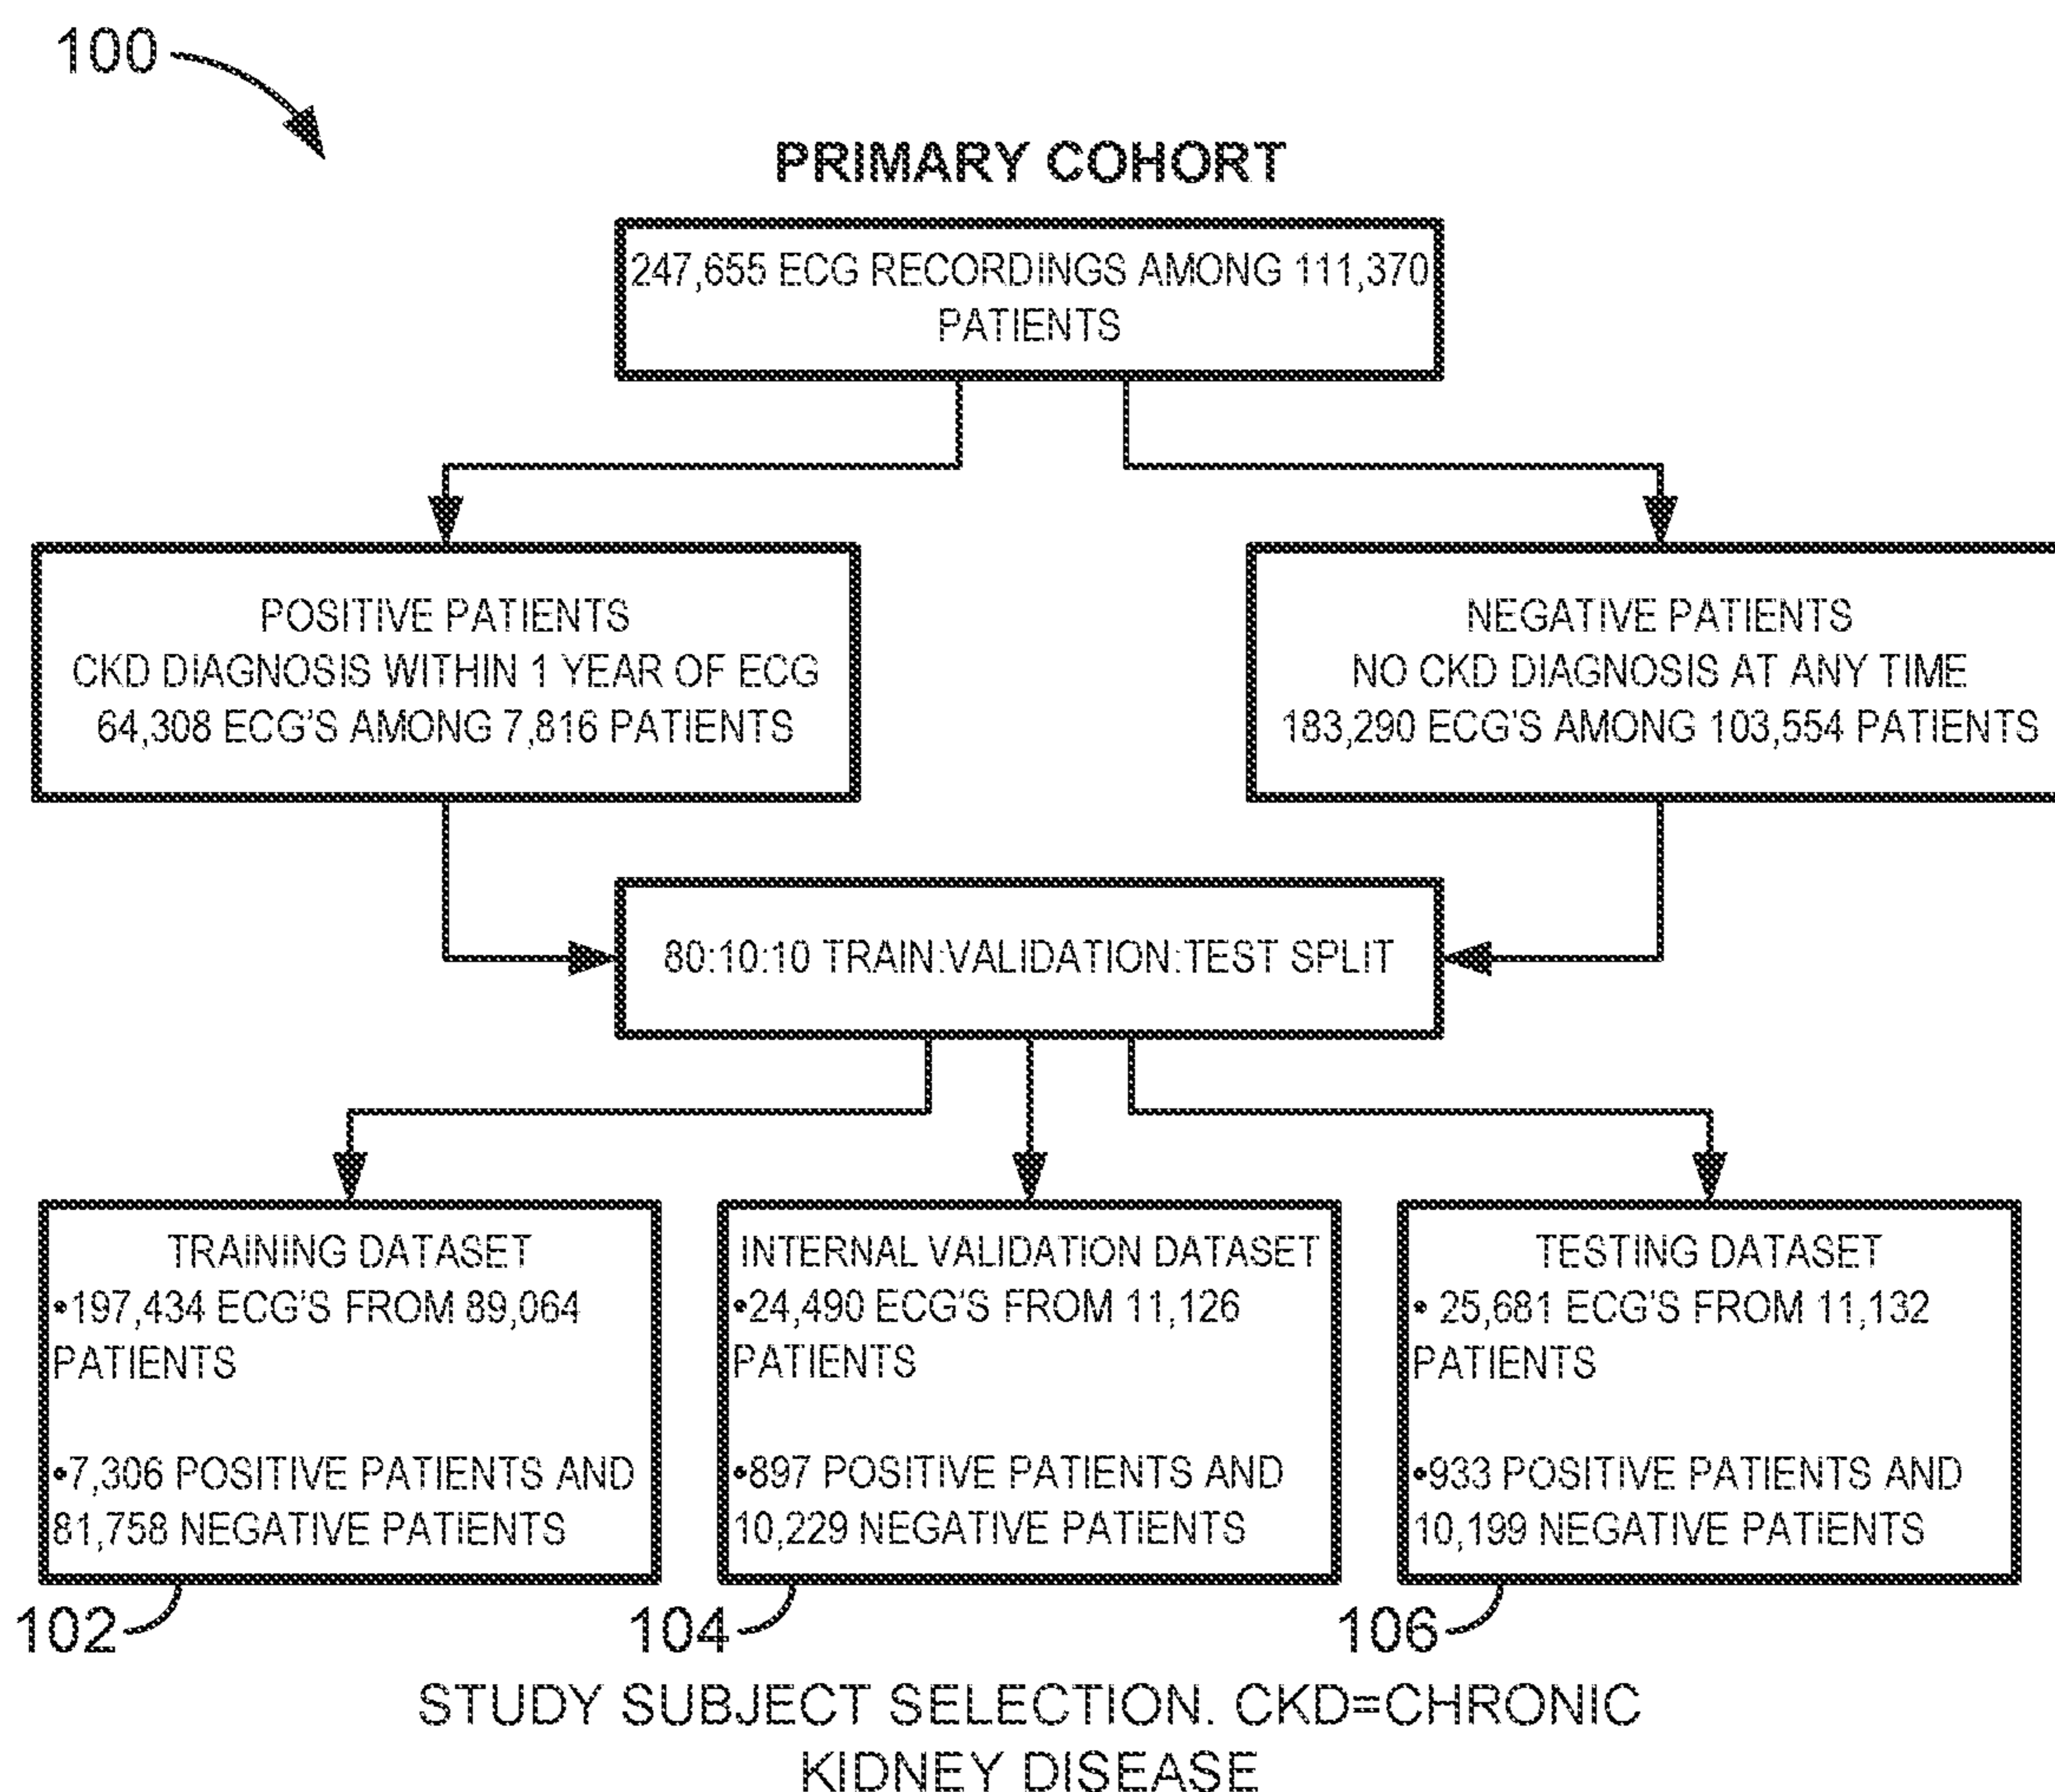 100
PRIMARY COHORT
247,655 ECG RECORDINGS AMONG 111,370
PATIENTS
POSITIVE PATIENTS
CKD DIAGNOSIS WITHIN 1 YEAR OF ECG
64,308 ECG'S AMONG 7,816 PATIENTS
NEGATIVE PATIENTS
NO CKD DIAGNOSIS AT ANY TIME
183,290 ECG'S AMONG 103,554 PATIENTS
80:10:10 TRAIN:VALIDATION:TEST SPLIT
TRAINING DATASET
•197,434 ECG'S FROM 89,064
PATIENTS
•7,306 POSITIVE PATIENTS AND
81,758 NEGATIVE PATIENTS
102
INTERNAL VALIDATION DATASET
•24,490 ECG'S FROM 11,126
PATIENTS
•897 POSITIVE PATIENTS AND
10,229 NEGATIVE PATIENTS
104
TESTING DATASET
• 25,681 ECG'S FROM 11,132
PATIENTS
•933 POSITIVE PATIENTS AND
10,199 NEGATIVE PATIENTS
106
STUDY SUBJECT SELECTION. CKD=CHRONIC
KIDNEY DISEASE